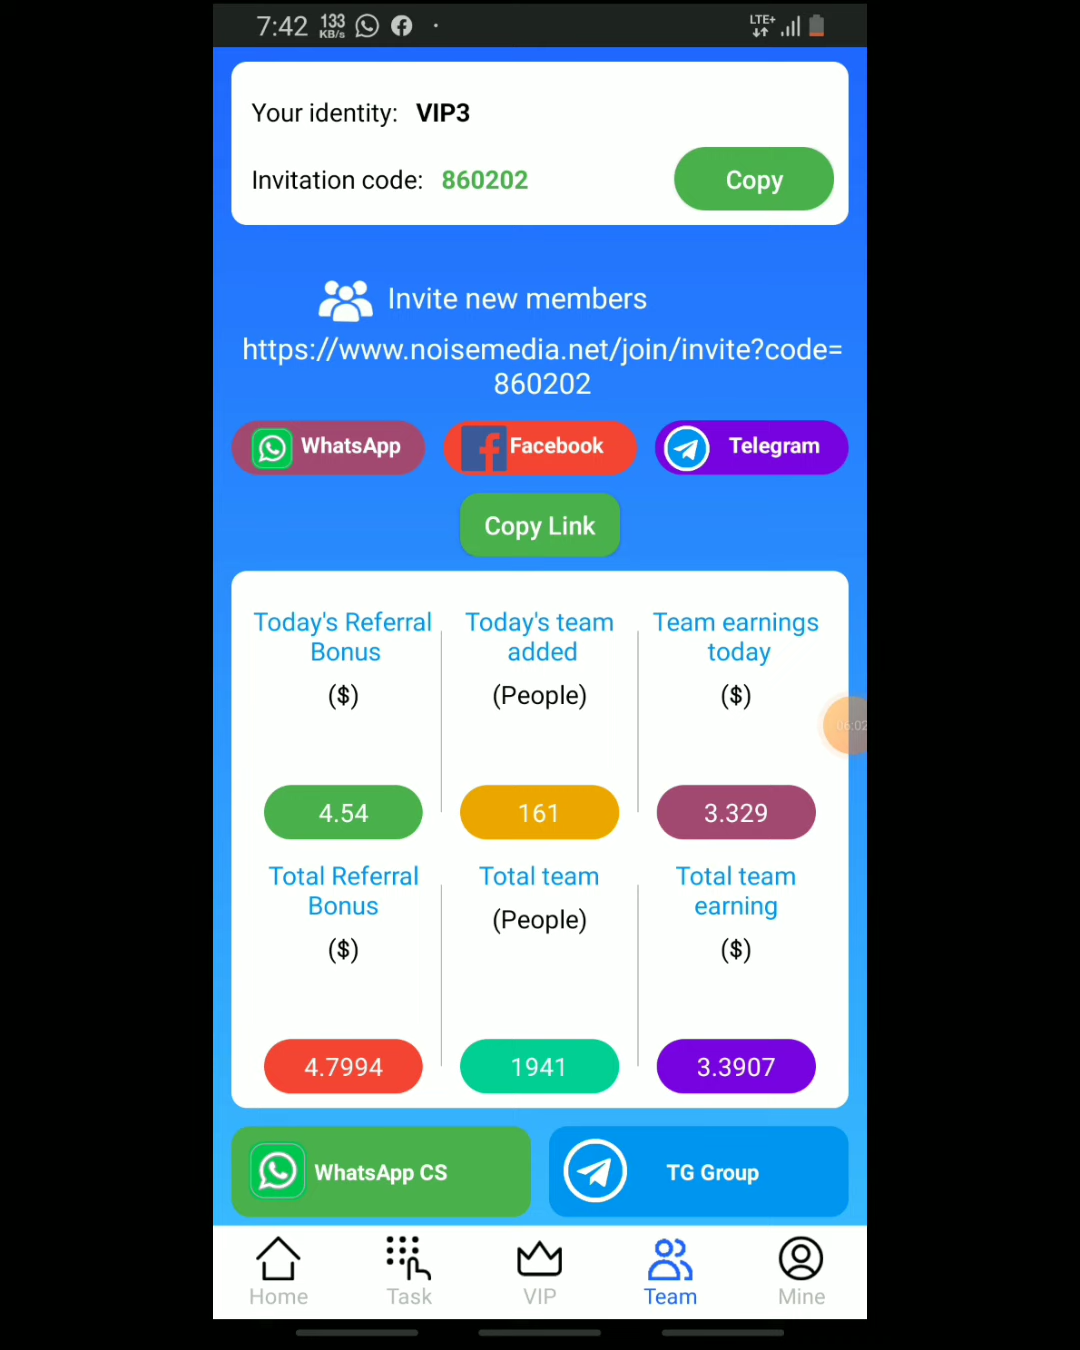 7:42 133 KB/s LTE+
Your identity: VIP3
Invitation code: 860202 Copy
Invite new members
https://www.noisemedia.net/join/invite?code=
860202
WhatsApp Facebook Telegram
Copy Link
Today's Referral Bonus
($)
Today's team added
(People)
Team earnings today
($)
06:02
4.54 161 3.329
Total Referral Bonus
($)
Total team
(People)
Total team earning
($)
4.7994 1941 3.3907
WhatsApp CS TG Group
Home Task VIP Team Mine